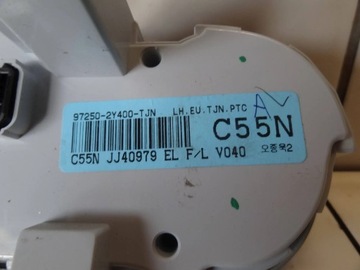 97250-2Y400-TJN LH.EU.TJN.PTC
C55N
C55N JJ40979 EL F/L V040 오종욱2